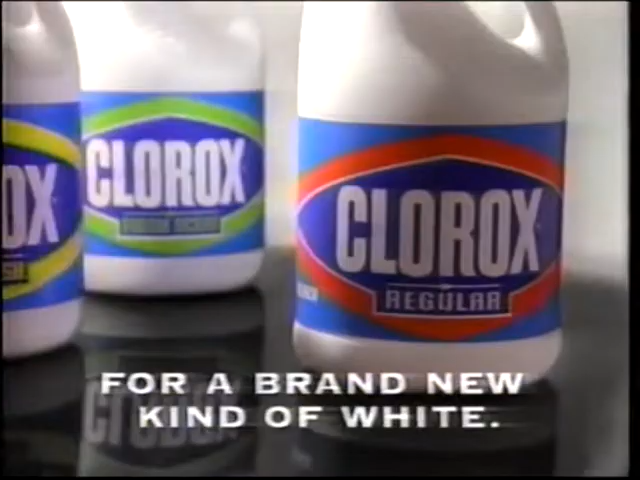 OX
CLOROX
CLOROX
REGULAR
FOR A BRAND NEW
KIND OF WHITE.